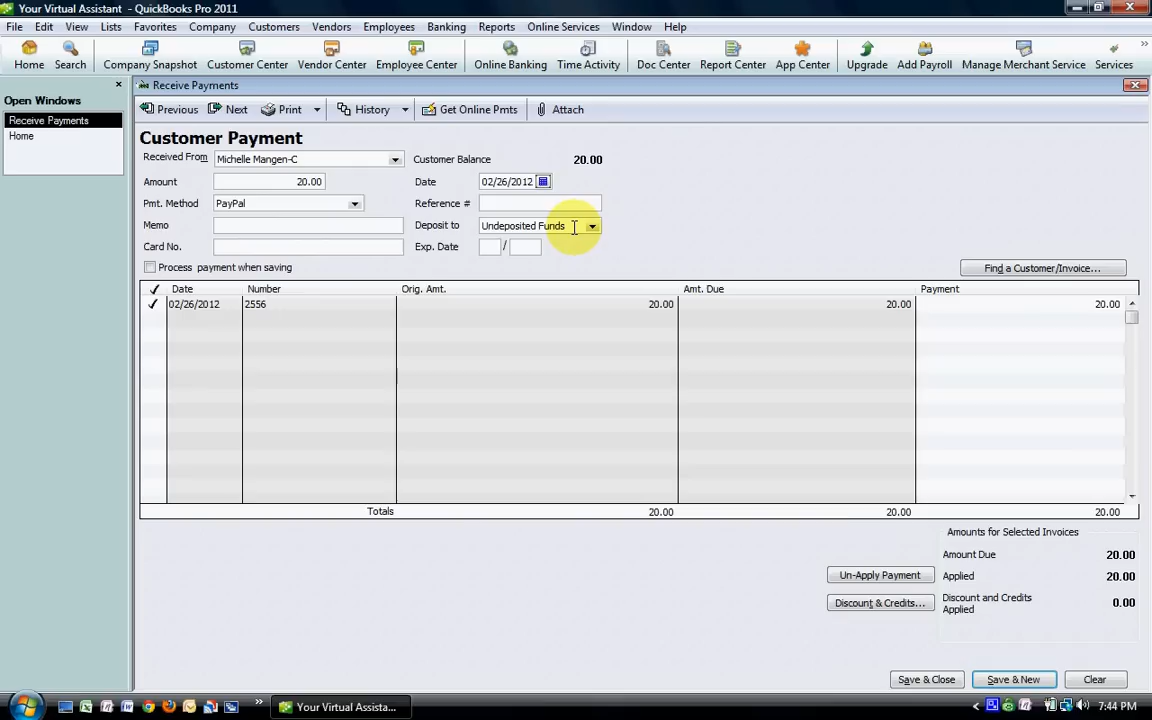 Your Virtual Assistant - QuickBooks Pro 2011
File Edit View Lists Favorites Company Customers Vendors Employees Banking Reports Online Services Window Help
Home Search Company Snapshot Customer Center Vendor Center Employee Center Online Banking Time Activity Doc Center Report Center App Center Upgrade Add Payroll Manage Merchant Service Services
Open Windows
Receive Payments
Home
Receive Payments
Previous Next Print History Get Online Pmts Attach
Customer Payment
Received From Michelle Mangen-C Customer Balance 20.00
Amount 20.00 Date 02/26/2012
Pmt. Method PayPal Reference #
Memo Deposit to Undeposited Funds
Card No. Exp. Date /
Process payment when saving Find a Customer/Invoice...
Date Number Orig. Amt. Amt. Due Payment
02/26/2012 2556 20.00 20.00 20.00
Totals 20.00 20.00 20.00
Amounts for Selected Invoices
Amount Due 20.00
Un-Apply Payment Applied 20.00
Discount & Credits... Discount and Credits Applied 0.00
Save & Close Save & New Clear
Your Virtual Assista... 7:44 PM